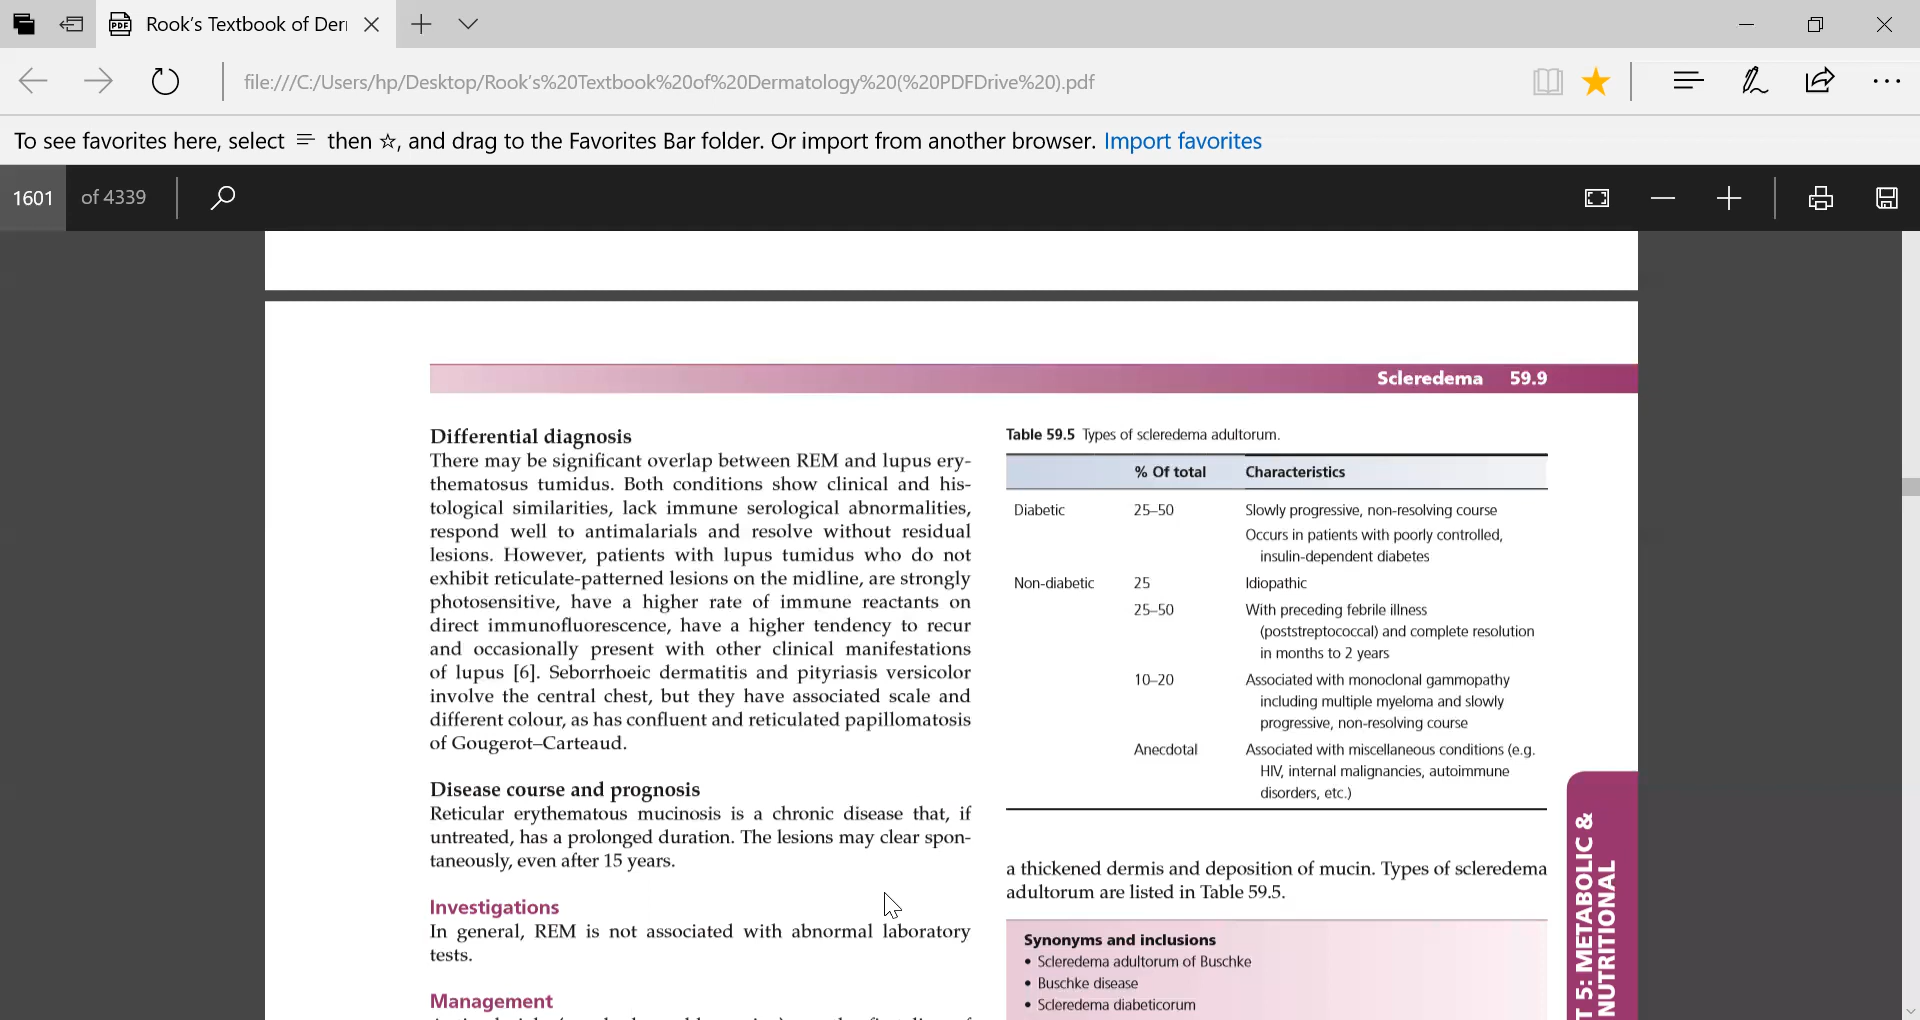 Rook's Textbook of Der
file:///C:/Users/hp/Desktop/Rook's%20Textbook%20of%20Dermatology%20(%20PDFDrive%20).pdf
To see favorites here, select then ☆, and drag to the Favorites Bar folder. Or import from another browser. Import favorites
1601 of 4339
Scleredema 59.9
Differential diagnosis
There may be significant overlap between REM and lupus ery-
thematosus tumidus. Both conditions show clinical and his-
tological similarities, lack immune serological abnormalities,
respond well to antimalarials and resolve without residual
lesions. However, patients with lupus tumidus who do not
exhibit reticulate-patterned lesions on the midline, are strongly
photosensitive, have a higher rate of immune reactants on
direct immunofluorescence, have a higher tendency to recur
and occasionally present with other clinical manifestations
of lupus [6]. Seborrhoeic dermatitis and pityriasis versicolor
involve the central chest, but they have associated scale and
different colour, as has confluent and reticulated papillomatosis
of Gougerot–Carteaud.
Disease course and prognosis
Reticular erythematous mucinosis is a chronic disease that, if
untreated, has a prolonged duration. The lesions may clear spon-
taneously, even after 15 years.
Investigations
In general, REM is not associated with abnormal laboratory
tests.
Management
Table 59.5 Types of scleredema adultorum.
% Of total Characteristics
Diabetic 25–50 Slowly progressive, non-resolving course
Occurs in patients with poorly controlled,
insulin-dependent diabetes
Non-diabetic 25 Idiopathic
25–50 With preceding febrile illness
(poststreptococcal) and complete resolution
in months to 2 years
10–20 Associated with monoclonal gammopathy
including multiple myeloma and slowly
progressive, non-resolving course
Anecdotal Associated with miscellaneous conditions (e.g.
HIV, internal malignancies, autoimmune
disorders, etc.)
a thickened dermis and deposition of mucin. Types of scleredema
adultorum are listed in Table 59.5.
Synonyms and inclusions
• Scleredema adultorum of Buschke
• Buschke disease
• Scleredema diabeticorum
T 5: METABOLIC &
NUTRITIONAL